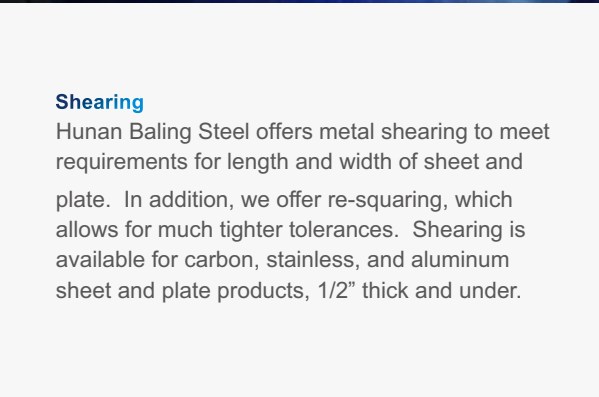 Shearing
Hunan Baling Steel offers metal shearing to meet
requirements for length and width of sheet and
plate.  In addition, we offer re-squaring, which
allows for much tighter tolerances.  Shearing is
available for carbon, stainless, and aluminum
sheet and plate products, 1/2” thick and under.